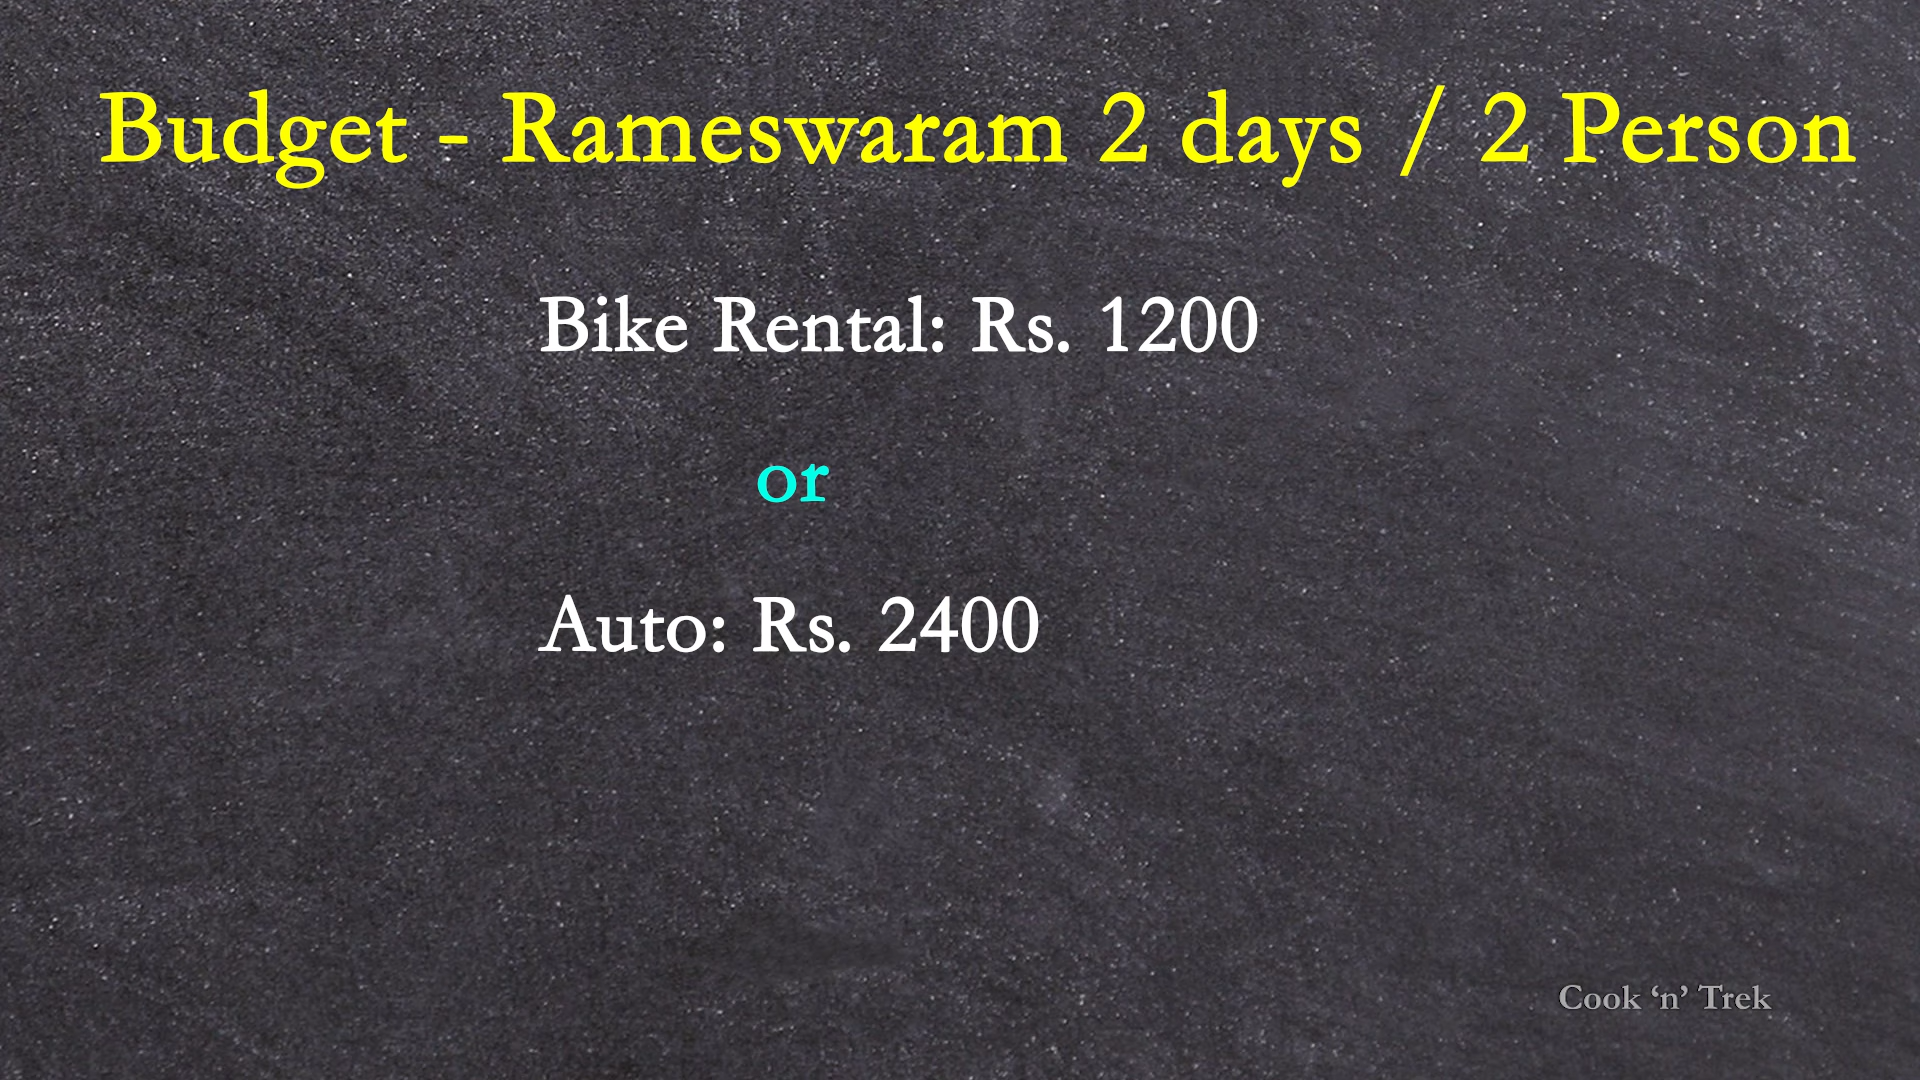 Budget - Rameswaram 2 days / 2 Person
Bike Rental: Rs. 1200
or
Auto: Rs. 2400
Cook ‘n’ Trek